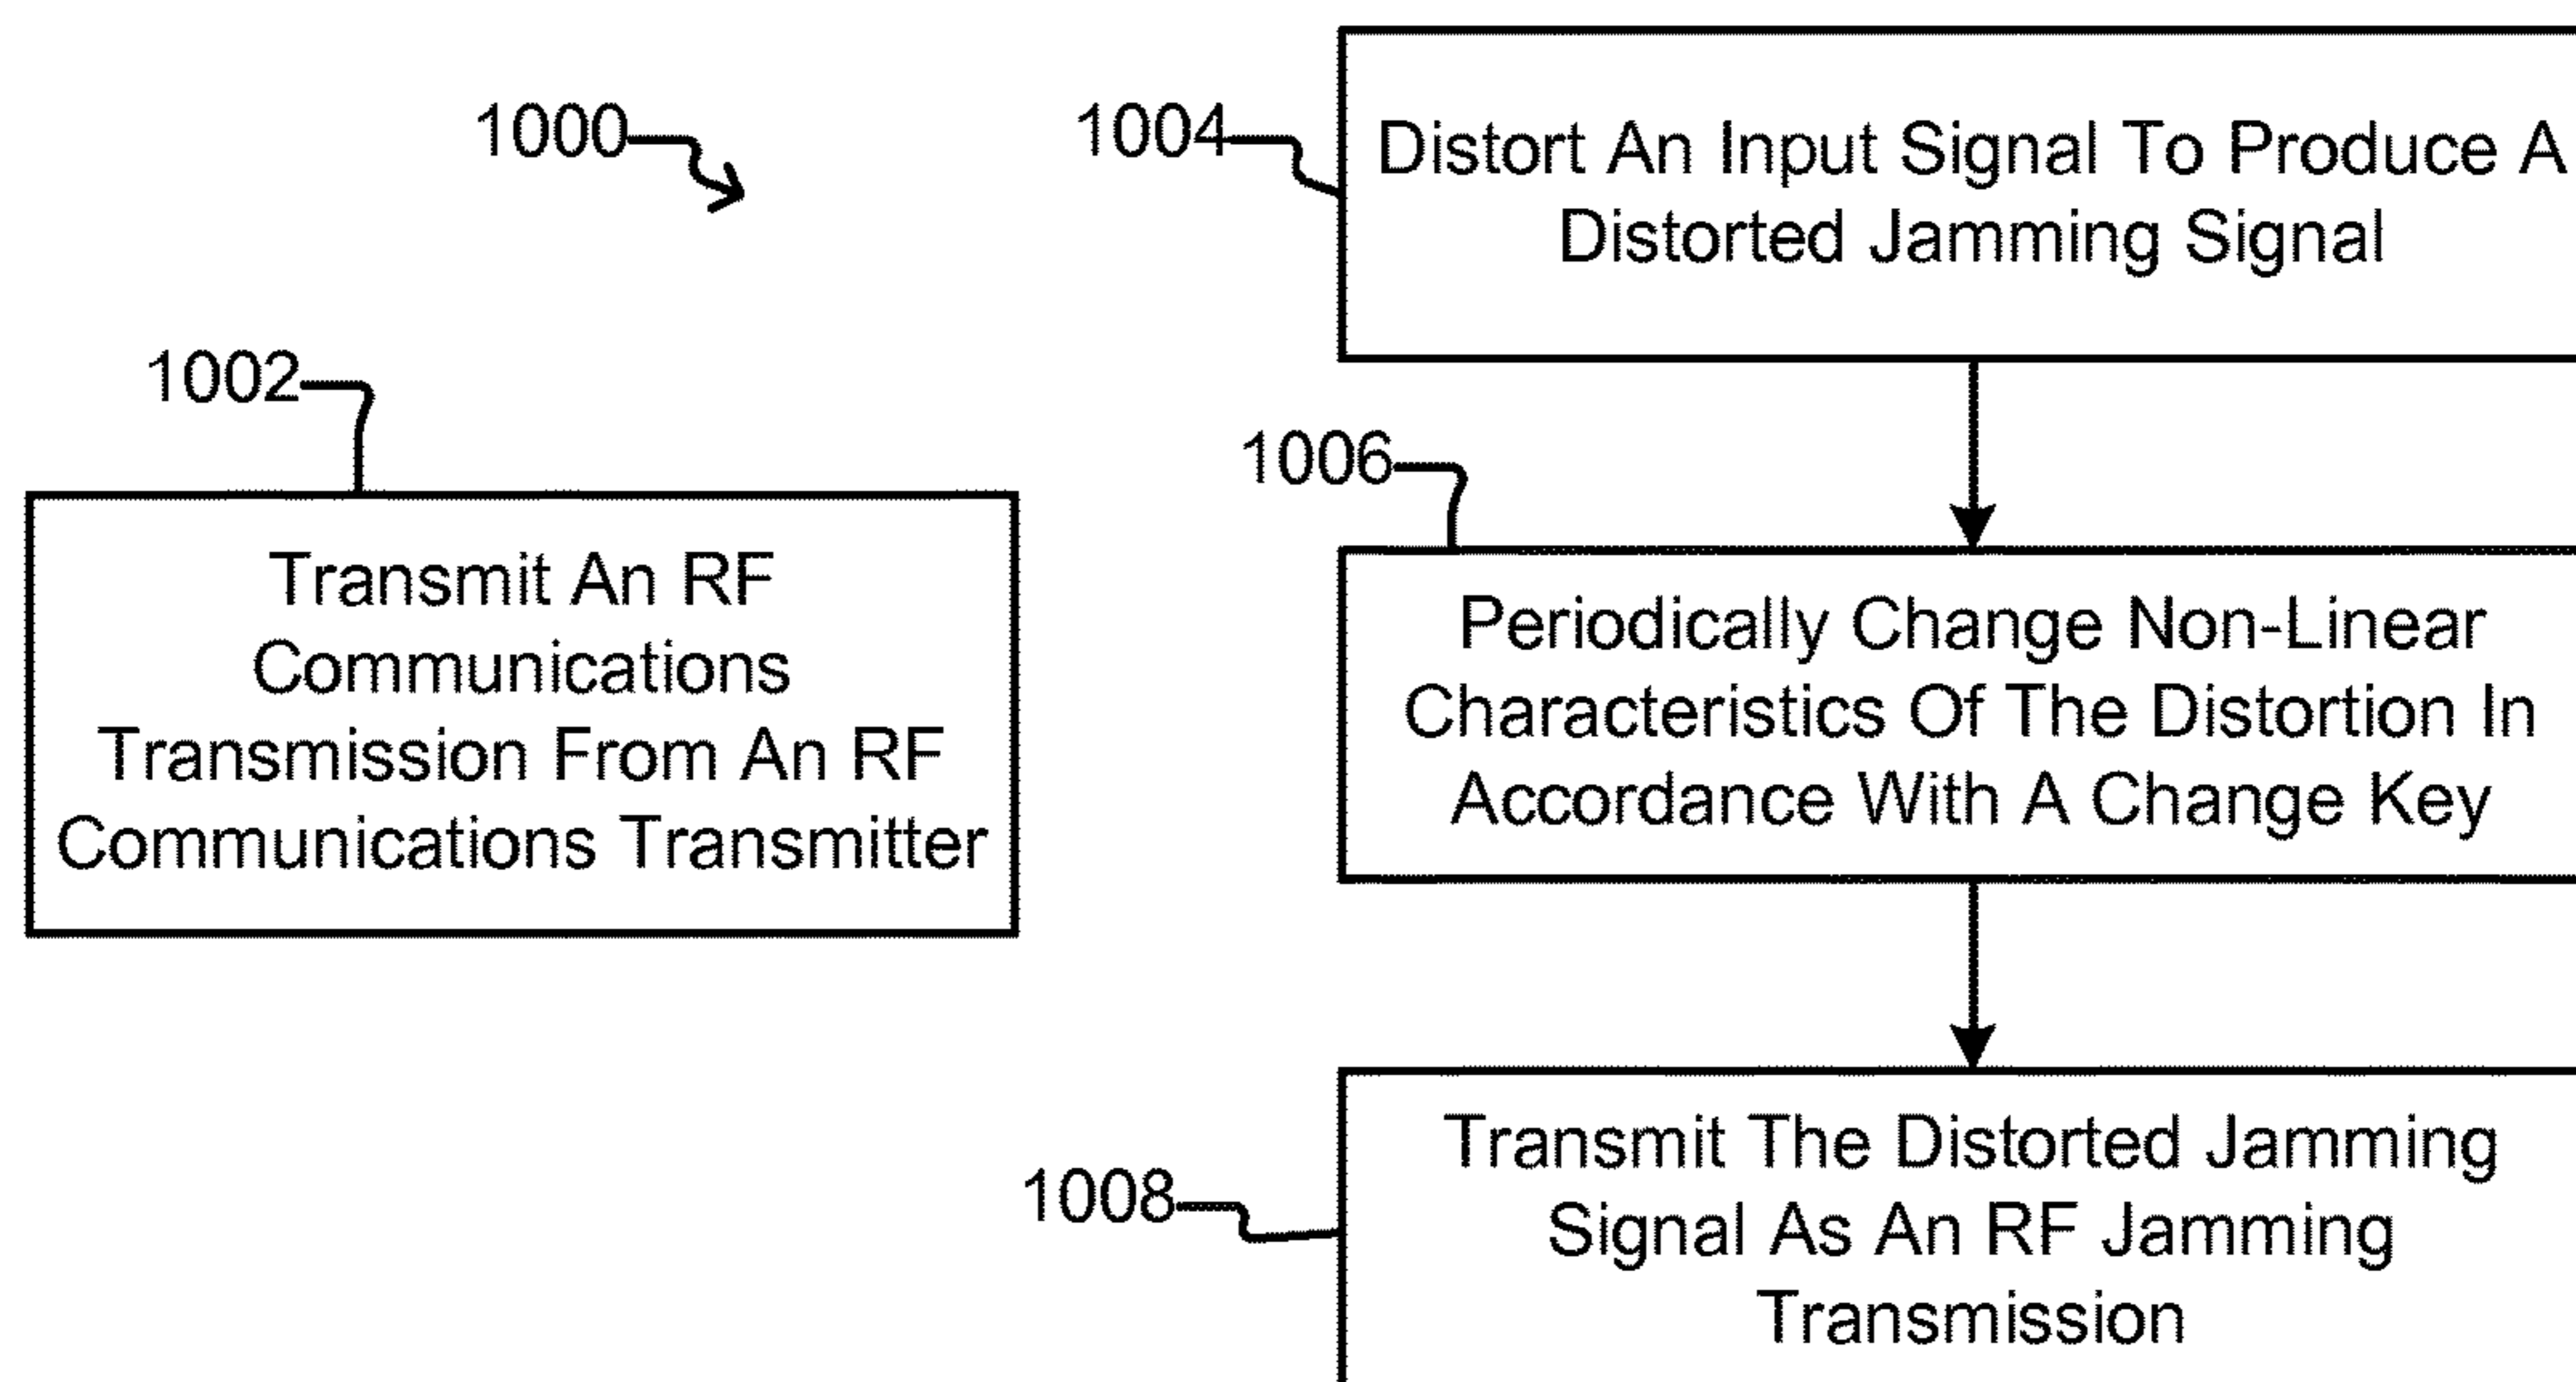 1000
1004
Distort An Input Signal To Produce A
Distorted Jamming Signal
1002
Transmit An RF
Communications
Transmission From An RF
Communications Transmitter
1006
Periodically Change Non-Linear
Characteristics Of The Distortion In
Accordance With A Change Key
1008
Transmit The Distorted Jamming
Signal As An RF Jamming
Transmission